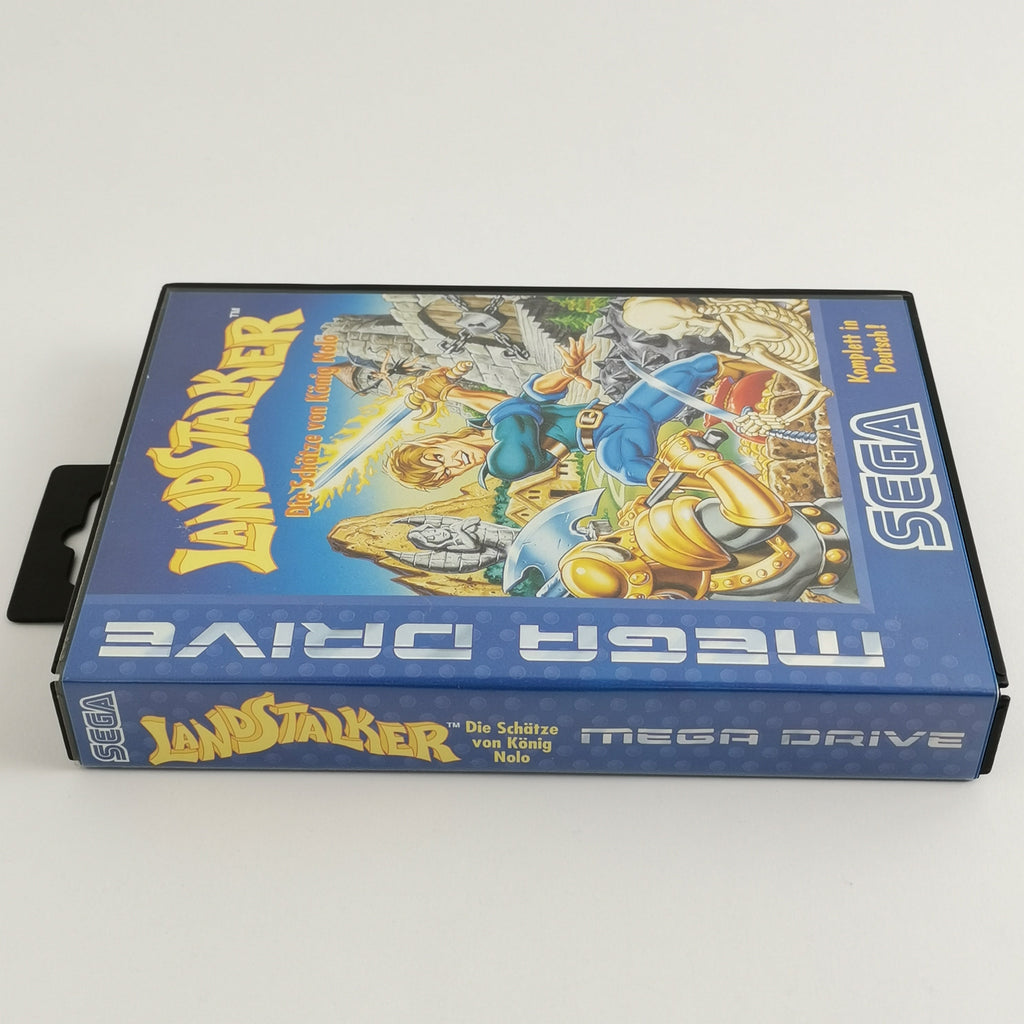 LANDSTALKER™
Die Schätze von König Nolo
Komplett in
Deutsch!
SEGA
MEGA DRIVE
SEGA
LANDSTALKER™
Die Schätze
von König
Nolo
MEGA DRIVE